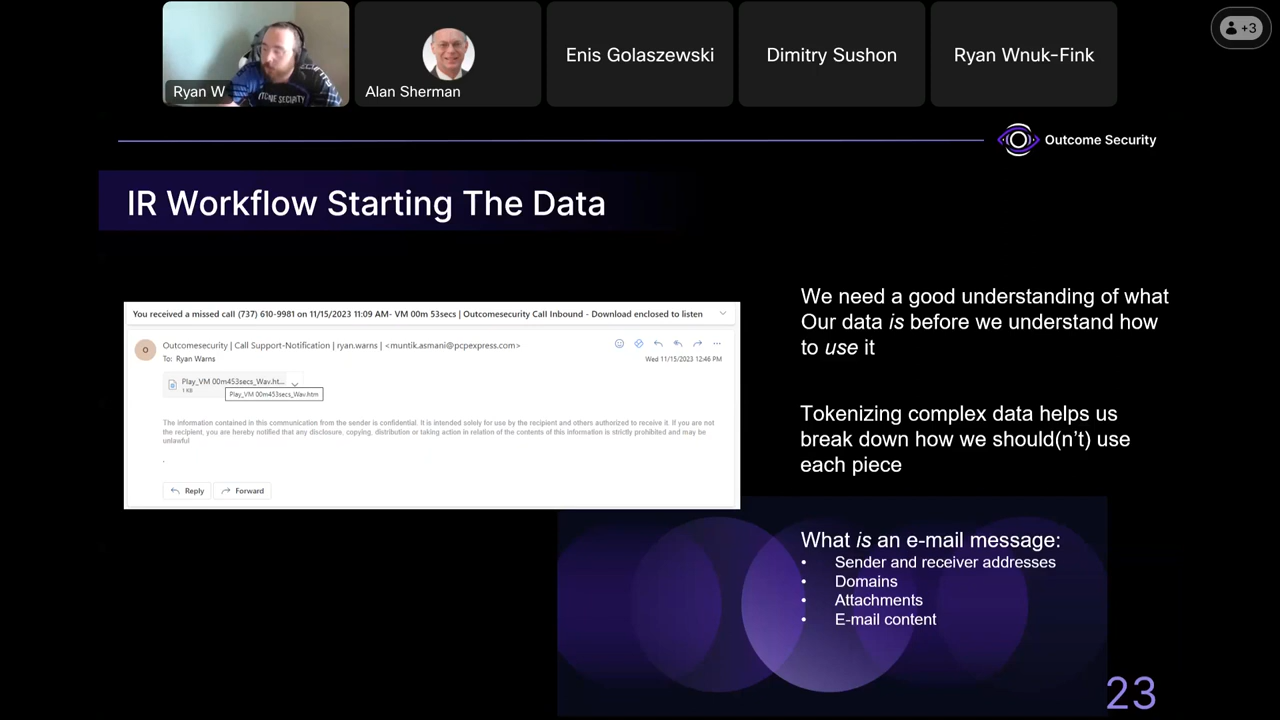 Ryan W
Alan Sherman
Enis Golaszewski
Dimitry Sushon
Ryan Wnuk-Fink
+3
OUTCOME SECURITY
Outcome Security
IR Workflow Starting The Data
You received a missed call (737) 610-9981 on 11/15/2023 11:09 AM- VM 00m 53secs | Outcomesecurity Call Inbound - Download enclosed to listen
O
Outcomesecurity | Call Support-Notification | ryan.warns | <muntik.asmani@pcpexpress.com>
To: Ryan Warns
Wed 11/15/2023 12:46 PM
Play_VM 00m453secs_Wav.ht...
1 KB
Play_VM 00m453secs_Wav.htm
The information contained in this communication from the sender is confidential. It is intended solely for use by the recipient and others authorized to receive it. If you are not
the recipient, you are hereby notified that any disclosure, copying, distribution or taking action in relation of the contents of this information is strictly prohibited and may be
unlawful
.
Reply
Forward
We need a good understanding of what
Our data is before we understand how
to use it
Tokenizing complex data helps us
break down how we should(n't) use
each piece
What is an e-mail message:
• Sender and receiver addresses
• Domains
• Attachments
• E-mail content
23